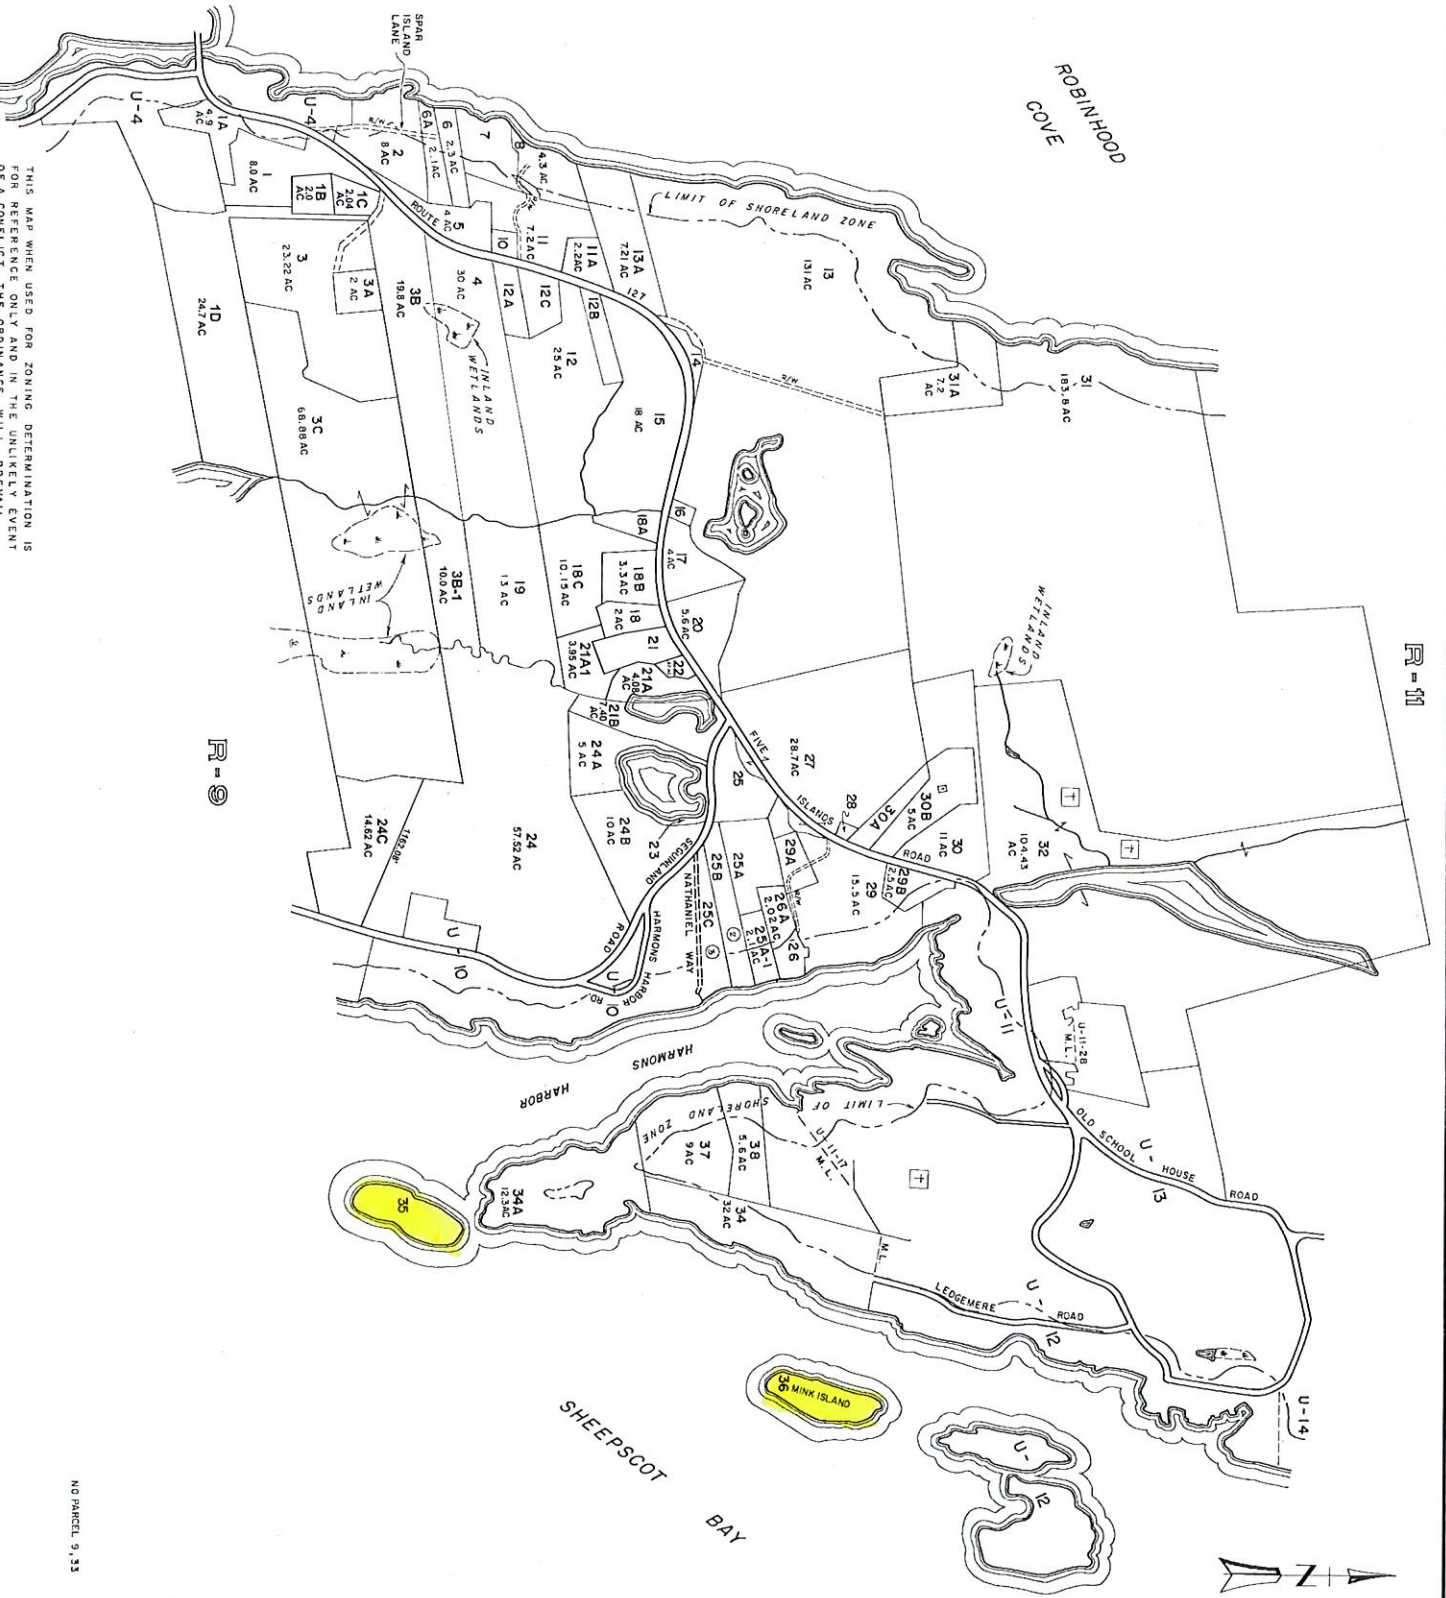 ROBINHOOD
COVE
SPAR
ISLAND
LANE
R-11
R-9
U-4
U-4
1A
4.9
AC
1
8.0 AC
1B
2.0
AC
1C
2.04
AC
1D
24.7 AC
2
8 AC
R/W
3
23.22 AC
3A
2 AC
3B
19.8 AC
3C
68.88 AC
3B-1
10.0 AC
4
30 AC
5
4 AC
6A
2.1 AC
6
2.3 AC
7
8
4.3 AC
10
11
7.2 AC
11A
2.2AC
12A
12C
12B
12
25 AC
13A
7.21 AC
13
131 AC
14
R/W
15
18 AC
16
17
4 AC
18A
18B
3.3AC
18C
10.15 AC
18
2AC
19
13 AC
20
5.6 AC
21
21A1
3.95 AC
21A
4.08
AC
21B
7.40
AC
22
23
24A
5 AC
24B
10 AC
24
57.52 AC
24C
14.62 AC
25
25A
25B
25C
25A-1
2.1 AC
26A
2.02 AC
26
27
28.7 AC
28
29A
R/W
29B
2.5 AC
29
15.5 AC
30A
30B
5 AC
30
11 AC
31A
7.2
AC
31
183.8 AC
32
104.43
AC
34
32 AC
34A
12.3 AC
35
36 MINK ISLAND
37
9 AC
38
5.6 AC
ROUTE
127
FIVE
ISLANDS
ROAD
SEGUINLAND
ROAD
NATHANIEL WAY
HARMONS
HARBOR
RD.
U-10
U-10
U-11
U-11-28
M.L.
U-11-17
M.L.
M.L.
OLD SCHOOL HOUSE ROAD
U-13
LEDGEMERE ROAD
U-12
U-12
U-14
LIMIT OF SHORELAND ZONE
LIMIT OF
SHORELAND
ZONE
INLAND
WETLANDS
INLAND
WETLANDS
INLANDS
WETLANDS
HARMONS
HARBOR
SHEEPSCOT
BAY
N
THIS MAP WHEN USED FOR ZONING DETERMINATION IS
FOR REFERENCE ONLY AND IN THE UNLIKELY EVENT
OF A CONFLICT, THE ORDINANCE WILL PREVAIL
NO PARCEL 9,33